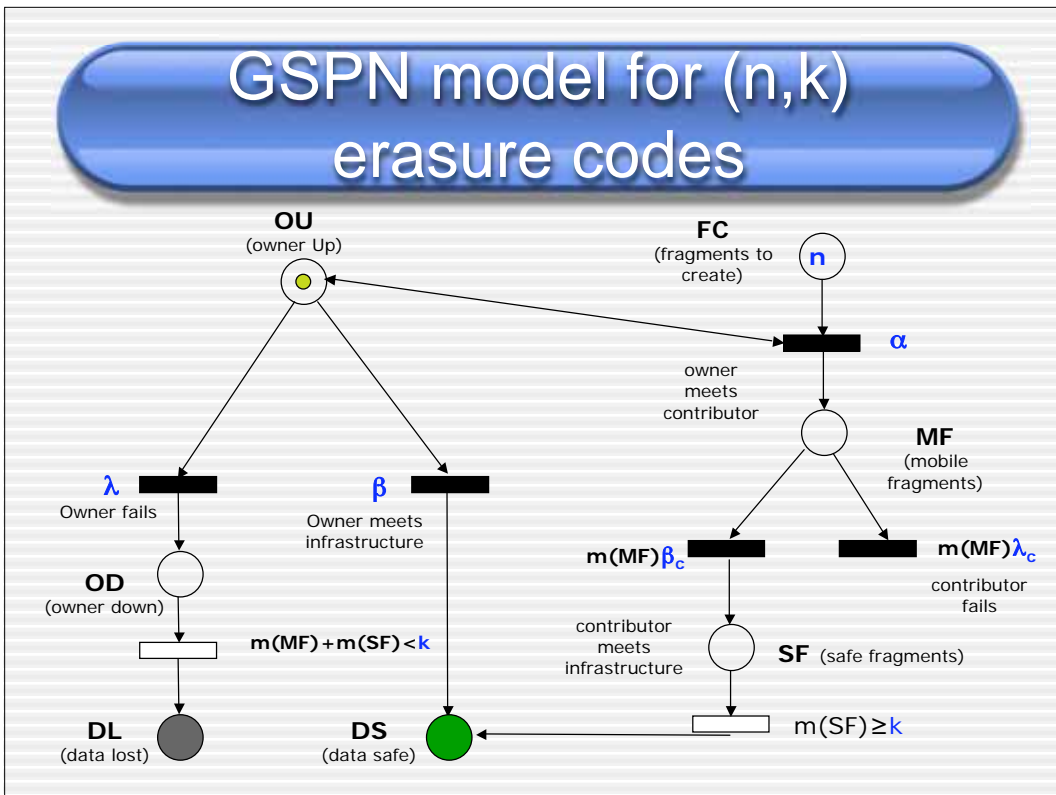 GSPN model for (n,k)
erasure codes
OU
(owner Up)
FC
(fragments to
create)
n
α
owner
meets
contributor
MF
(mobile
fragments)
λ
Owner fails
β
Owner meets
infrastructure
m(MF)βc
m(MF)λc
contributor
fails
OD
(owner down)
m(MF)+m(SF)<k
contributor
meets
infrastructure
SF (safe fragments)
DL
(data lost)
DS
(data safe)
m(SF)≥k